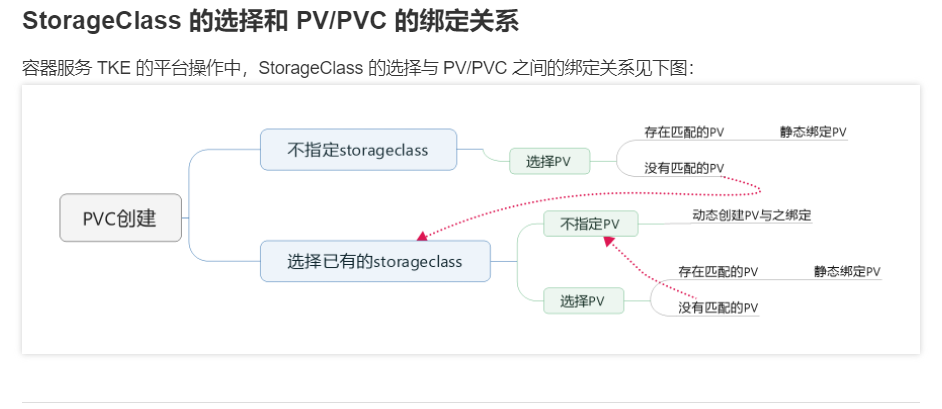 StorageClass 的选择和 PV/PVC 的绑定关系
容器服务 TKE 的平台操作中，StorageClass 的选择与 PV/PVC 之间的绑定关系见下图：
PVC创建
不指定storageclass
选择PV
存在匹配的PV
静态绑定PV
没有匹配的PV
选择已有的storageclass
不指定PV
动态创建PV与之绑定
选择PV
存在匹配的PV
静态绑定PV
没有匹配的PV